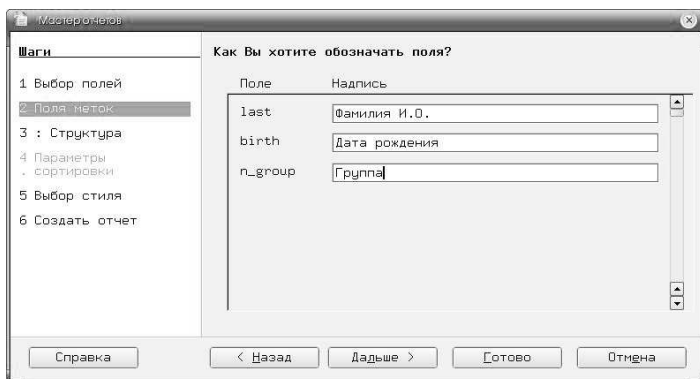 Мастер отчетов
Шаги
1 Выбор полей
2 Поля меток
3 : Структура
4 Параметры
. сортировки
5 Выбор стиля
6 Создать отчет
Как Вы хотите обозначать поля?
Поле Надпись
last Фамилия И.О.
birth Дата рождения
n_group Группа
Справка < Назад Дальше > Готово Отмена